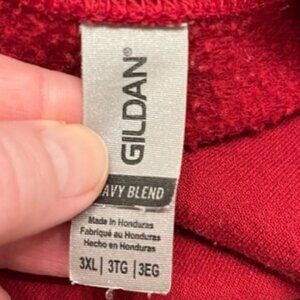 GILDAN®
AVY BLEND
Made in Honduras
Fabriqué au Honduras
Hecho en Honduras
3XL | 3TG | 3EG